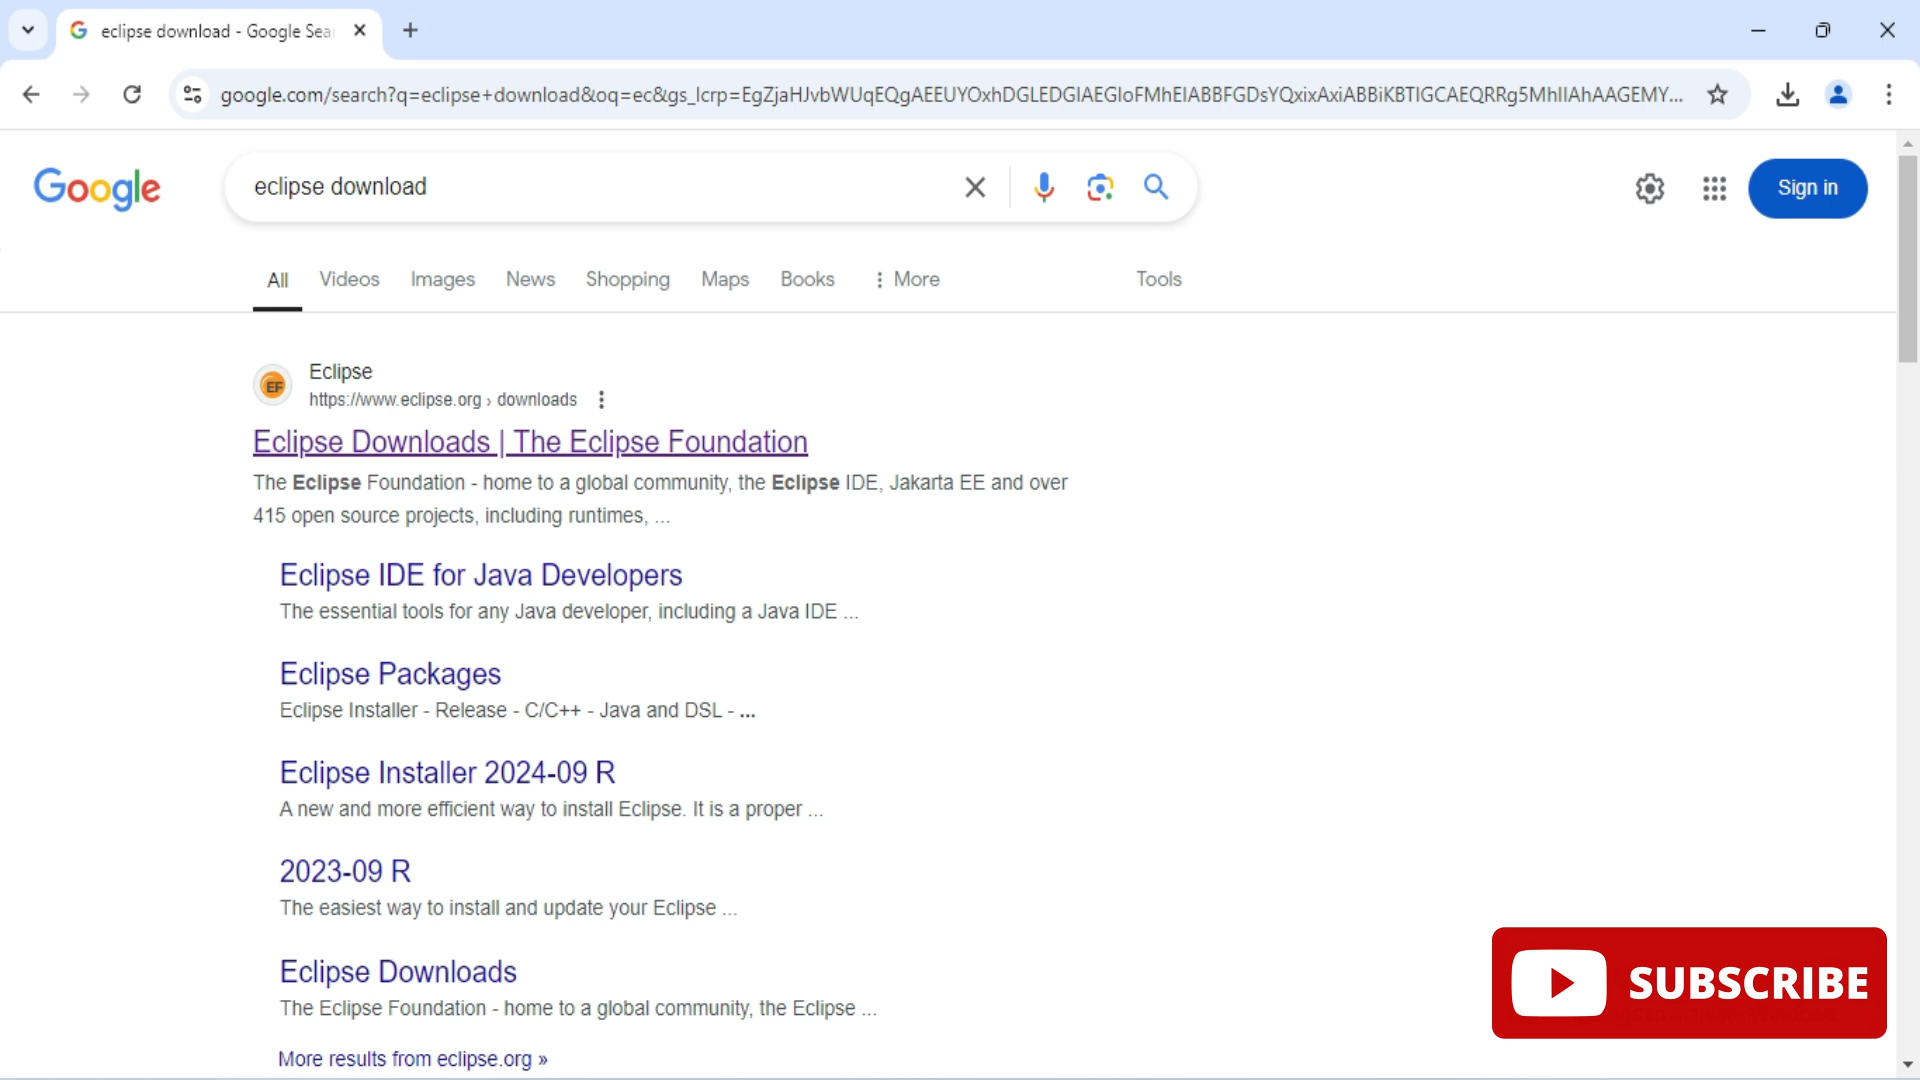 eclipse download - Google Sea
google.com/search?q=eclipse+download&oq=ec&gs_lcrp=EgZjaHJvbWUqEQgAEEUYOxhDGLEDGIAEGIoFMhEIABBFGDsYQxixAxiABBiKBTIGCAEQRRg5MhIIAhAAGEMY...
Google
eclipse download
Sign in
All Videos Images News Shopping Maps Books More Tools
EF
Eclipse
https://www.eclipse.org › downloads
Eclipse Downloads | The Eclipse Foundation
The Eclipse Foundation - home to a global community, the Eclipse IDE, Jakarta EE and over
415 open source projects, including runtimes, ...
Eclipse IDE for Java Developers
The essential tools for any Java developer, including a Java IDE ...
Eclipse Packages
Eclipse Installer - Release - C/C++ - Java and DSL - ...
Eclipse Installer 2024-09 R
A new and more efficient way to install Eclipse. It is a proper ...
2023-09 R
The easiest way to install and update your Eclipse ...
Eclipse Downloads
The Eclipse Foundation - home to a global community, the Eclipse ...
More results from eclipse.org »
SUBSCRIBE